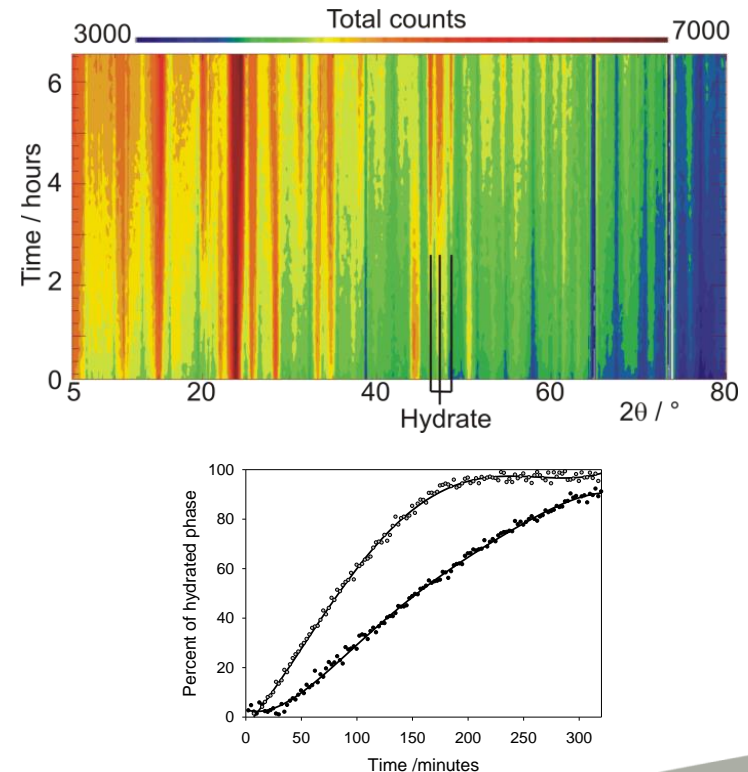 Total counts
3000 7000
Time / hours
6
4
2
0
5 20 40 60 80
Hydrate 2θ / °
Percent of hydrated phase
100
80
60
40
20
0
0 50 100 150 200 250 300
Time /minutes